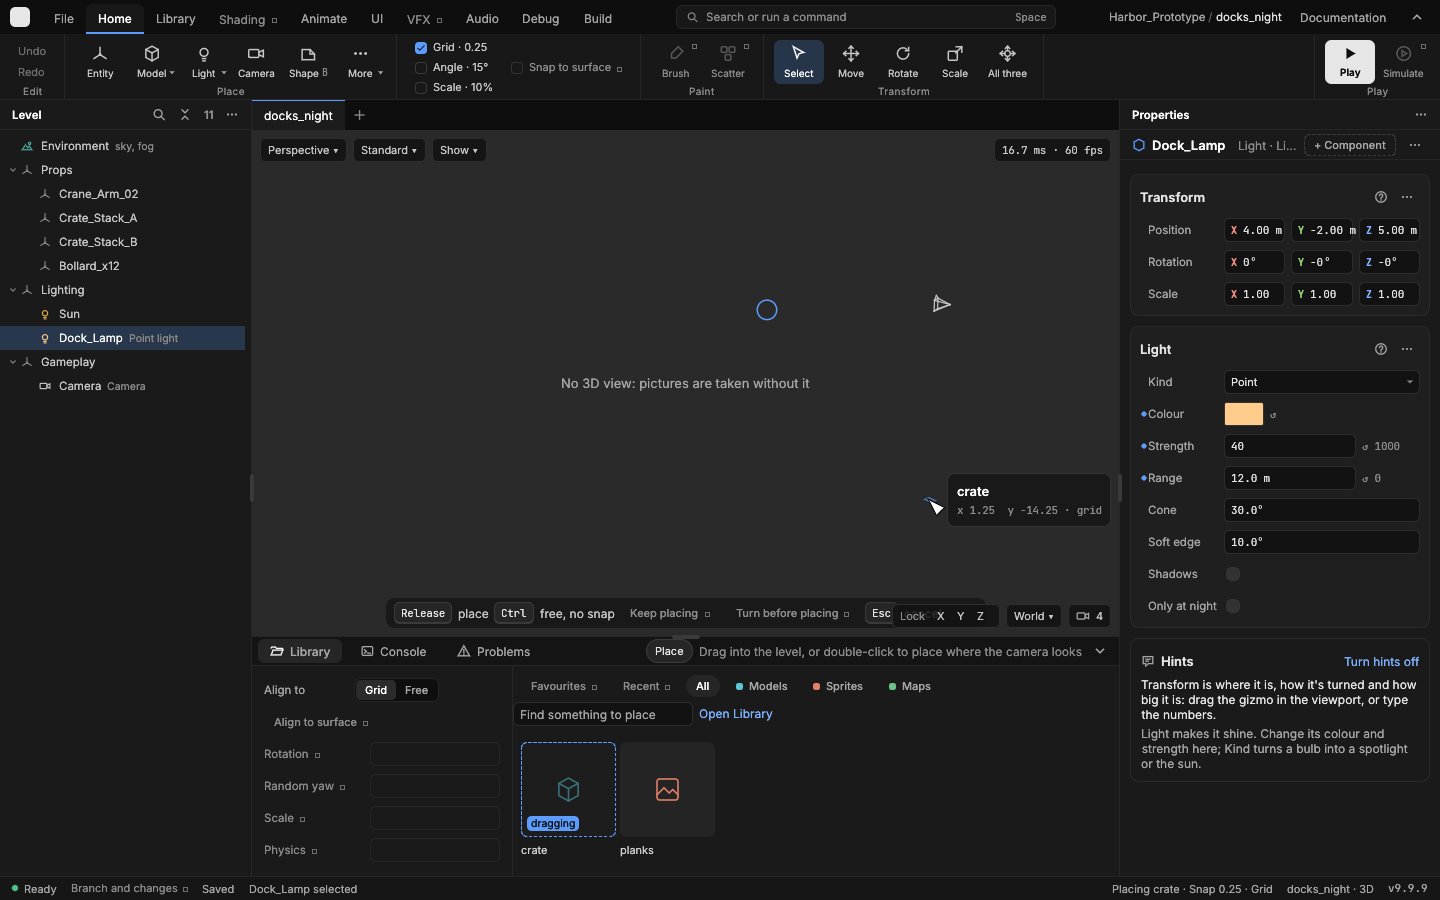 File Home Library Shading Animate UI VFX Audio Debug Build
Search or run a command Space
Harbor_Prototype / docks_night Documentation
Undo
Redo
Edit
Entity Model Light Camera Shape B More
Place
Grid · 0.25
Angle · 15° Snap to surface
Scale · 10%
Brush Scatter
Paint
Select Move Rotate Scale All three
Transform
Play Simulate
Play
Level 11
Environment sky, fog
Props
Crane_Arm_02
Crate_Stack_A
Crate_Stack_B
Bollard_x12
Lighting
Sun
Dock_Lamp Point light
Gameplay
Camera Camera
docks_night
Perspective Standard Show
16.7 ms · 60 fps
No 3D view: pictures are taken without it
crate
x 1.25 y -14.25 · grid
Release place Ctrl free, no snap Keep placing Turn before placing Esc
Lock X Y Z World 4
Library Console Problems
Place Drag into the level, or double-click to place where the camera looks
Align to Grid Free
Align to surface
Rotation
Random yaw
Scale
Physics
Favourites Recent All Models Sprites Maps
Find something to place Open Library
dragging
crate planks
Properties
Dock_Lamp Light · Li... + Component
Transform
Position X 4.00 m Y -2.00 m Z 5.00 m
Rotation X 0° Y -0° Z -0°
Scale X 1.00 Y 1.00 Z 1.00
Light
Kind Point
Colour
Strength 40 1000
Range 12.0 m 0
Cone 30.0°
Soft edge 10.0°
Shadows
Only at night
Hints Turn hints off
Transform is where it is, how it's turned and how
big it is: drag the gizmo in the viewport, or type
the numbers.
Light makes it shine. Change its colour and
strength here; Kind turns a bulb into a spotlight
or the sun.
Ready Branch and changes Saved Dock_Lamp selected
Placing crate · Snap 0.25 · Grid docks_night · 3D v9.9.9